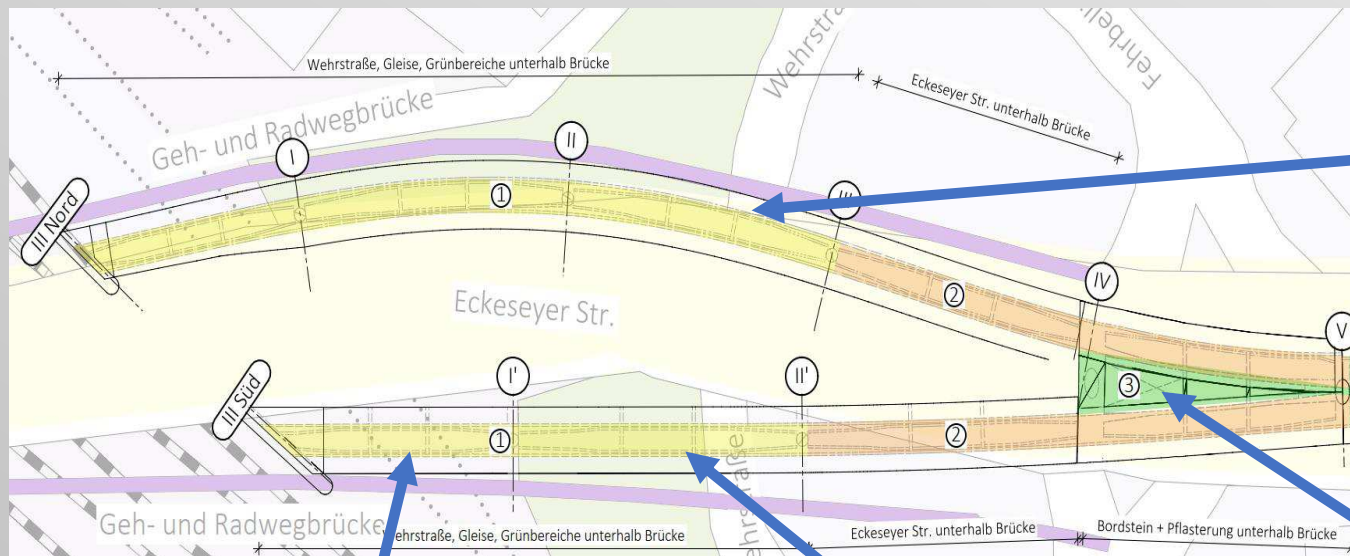 Wehrstraße, Gleise, Grünbereiche unterhalb Brücke
Eckeseyer Str. unterhalb Brücke
Geh- und Radwegbrücke
III Nord
I
II
III
IV
V
①
②
③
Eckeseyer Str.
III Süd
I'
II'
①
②
Geh- und Radwegbrücke
Wehrstraße, Gleise, Grünbereiche unterhalb Brücke
Eckeseyer Str. unterhalb Brücke
Bordstein + Pflasterung unterhalb Brücke